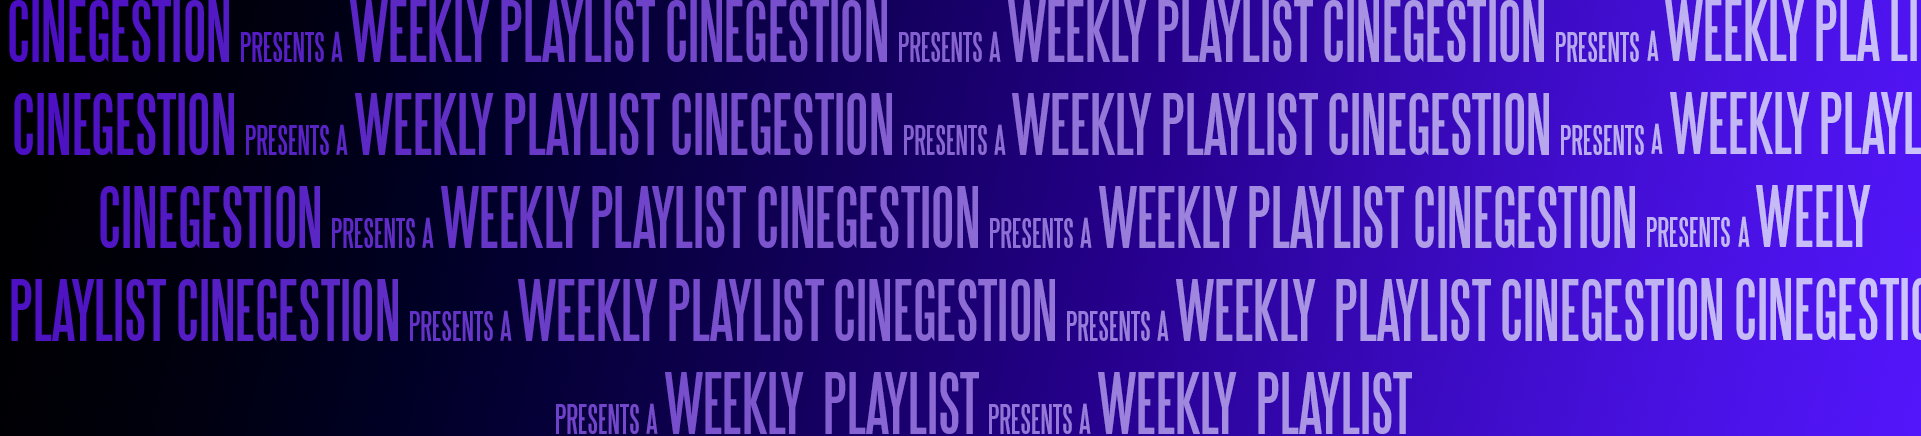 CINEGESTION PRESENTS A WEEKLY PLAYLIST CINEGESTION PRESENTS A WEEKLY PLAYLIST CINEGESTION PRESENTS A WEEKLY PLA LI
CINEGESTION PRESENTS A WEEKLY PLAYLIST CINEGESTION PRESENTS A WEEKLY PLAYLIST CINEGESTION PRESENTS A WEEKLY PLAYL
CINEGESTION PRESENTS A WEEKLY PLAYLIST CINEGESTION PRESENTS A WEEKLY PLAYLIST CINEGESTION PRESENTS A WEELY
PLAYLIST CINEGESTION PRESENTS A WEEKLY PLAYLIST CINEGESTION PRESENTS A WEEKLY PLAYLIST CINEGESTION CINEGESTIO
PRESENTS A WEEKLY PLAYLIST PRESENTS A WEEKLY PLAYLIST